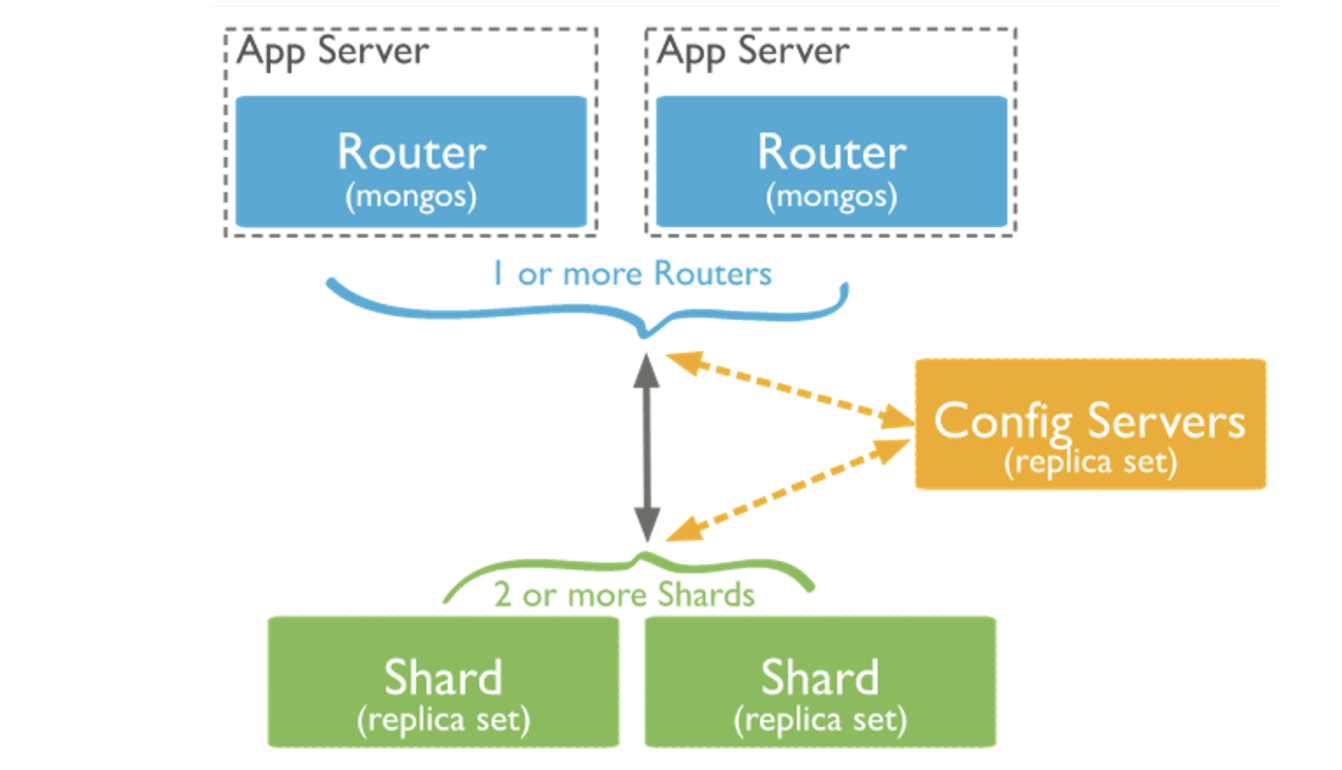 App Server
Router
(mongos)
App Server
Router
(mongos)
1 or more Routers
Config Servers
(replica set)
2 or more Shards
Shard
(replica set)
Shard
(replica set)